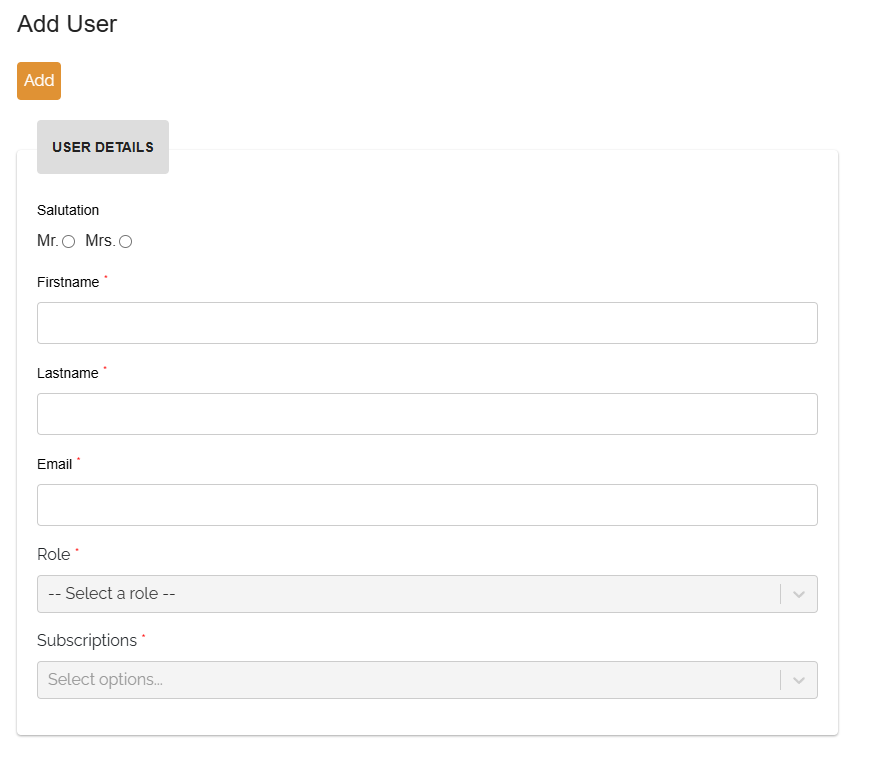 Add User
Add
USER DETAILS
Salutation
Mr. Mrs.
Firstname *
Lastname *
Email *
Role *
-- Select a role --
Subscriptions *
Select options...